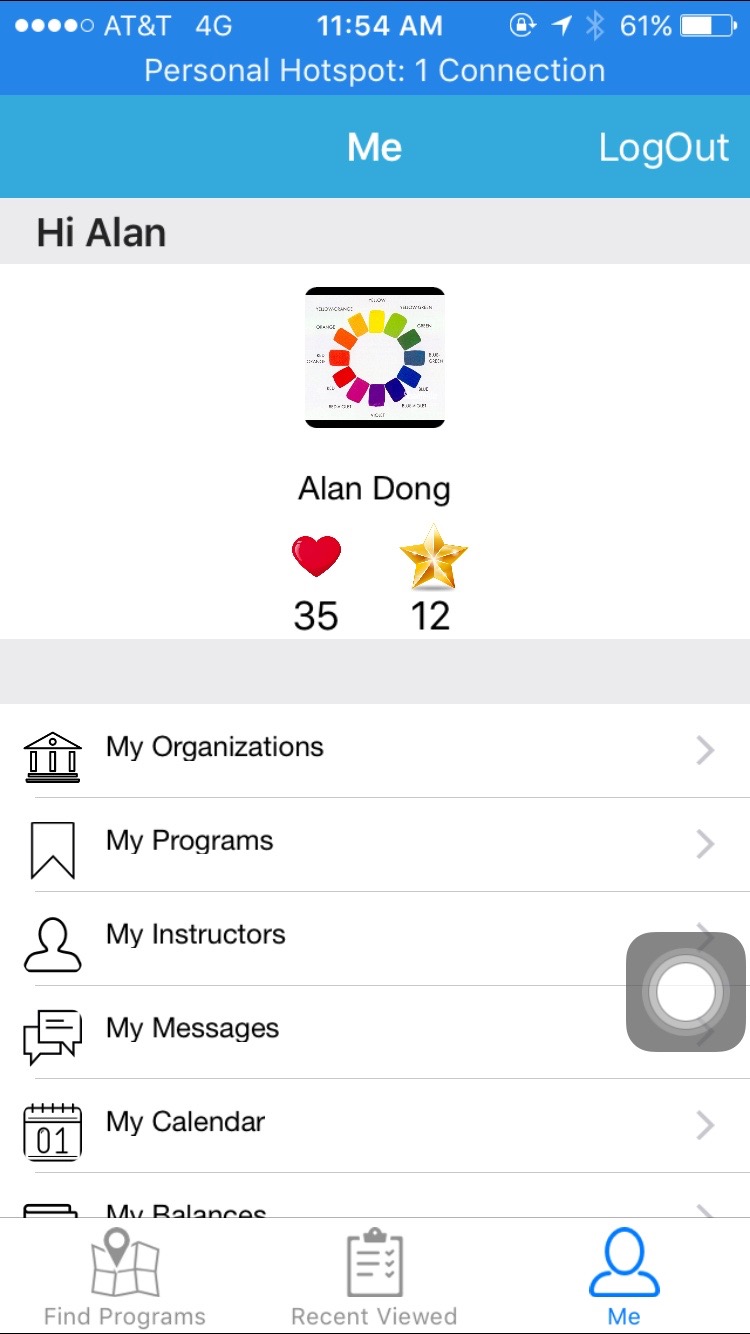 AT&T 4G 11:54 AM 61%
Personal Hotspot: 1 Connection
Me LogOut
Hi Alan
YELLOW
YELLOW-ORANGE YELLOW-GREEN
ORANGE GREEN
RED-ORANGE BLUE-GREEN
RED BLUE
RED-VIOLET BLUE-VIOLET
VIOLET
Alan Dong
35 12
My Organizations
My Programs
My Instructors
My Messages
01 My Calendar
My Balances
Find Programs Recent Viewed Me